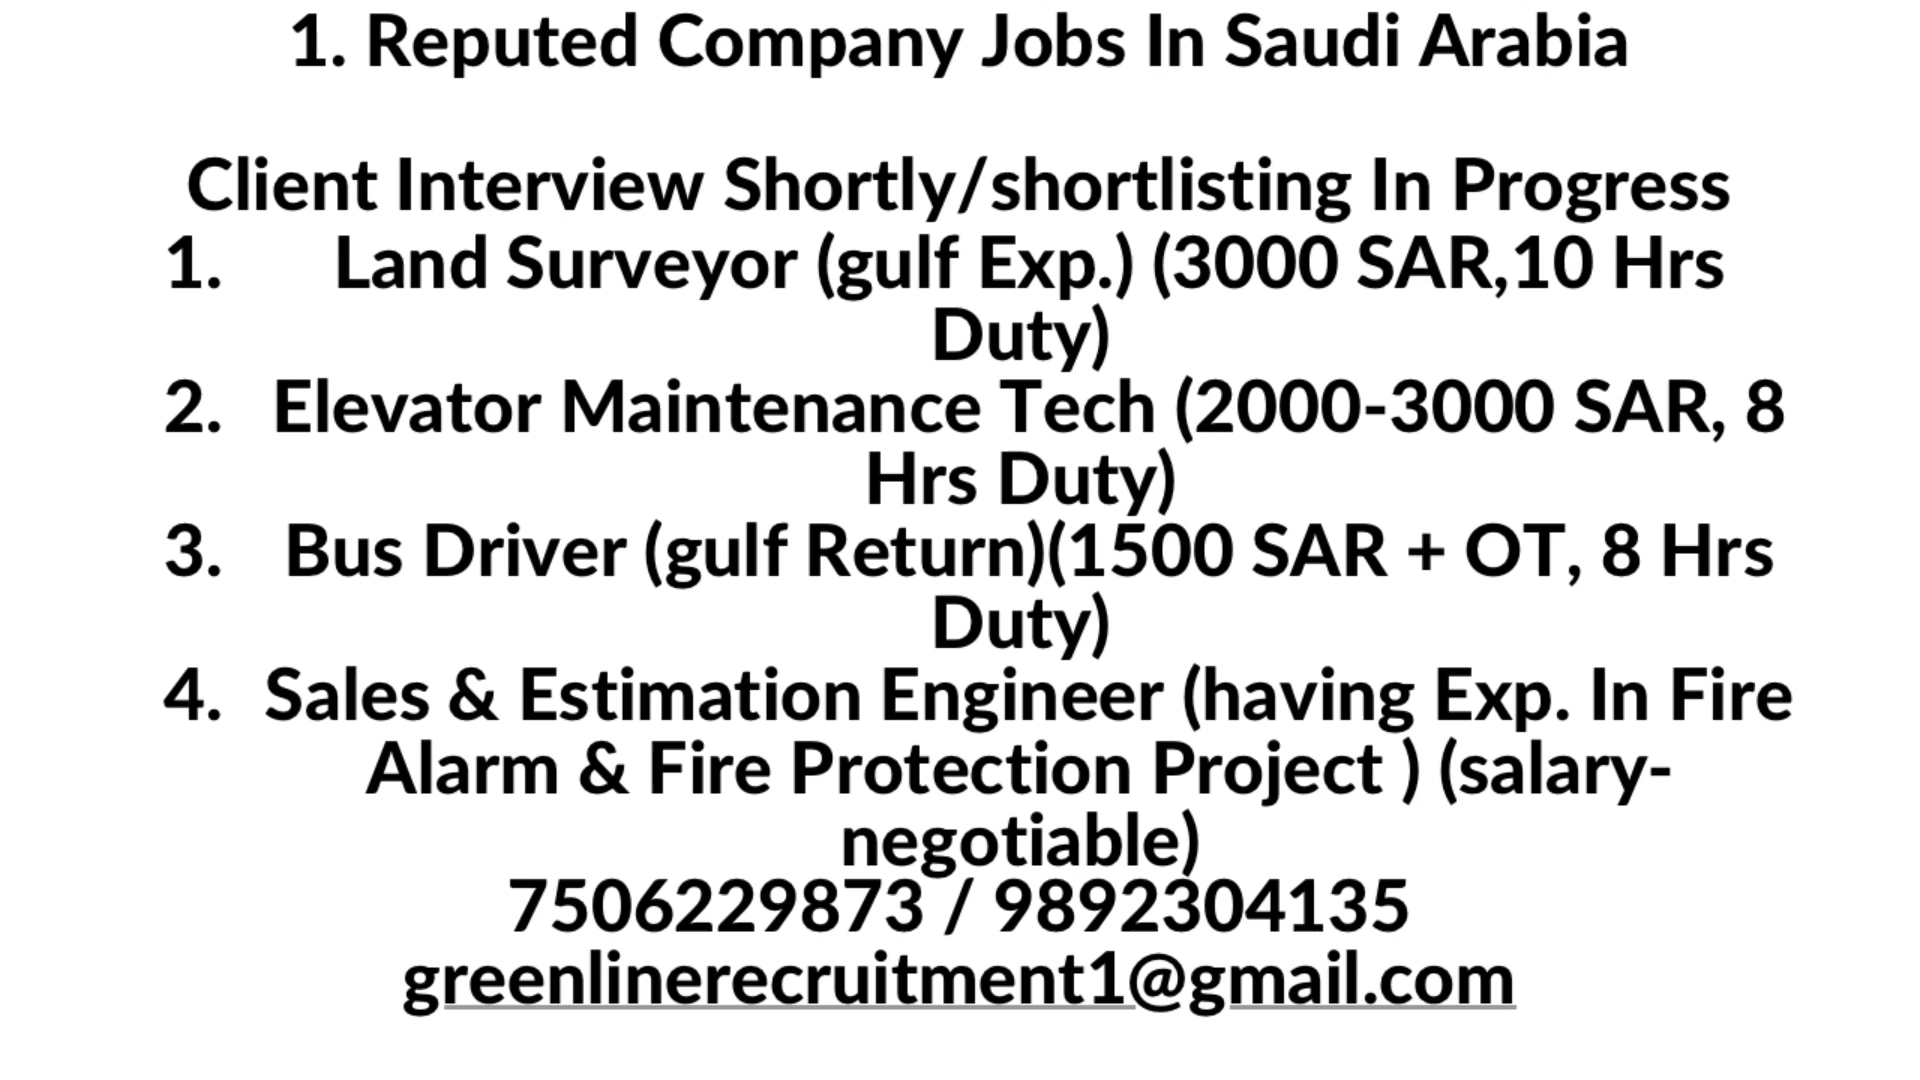 1. Reputed Company Jobs In Saudi Arabia
Client Interview Shortly/shortlisting In Progress
1. Land Surveyor (gulf Exp.) (3000 SAR,10 Hrs
Duty)
2. Elevator Maintenance Tech (2000-3000 SAR, 8
Hrs Duty)
3. Bus Driver (gulf Return)(1500 SAR + OT, 8 Hrs
Duty)
4. Sales & Estimation Engineer (having Exp. In Fire
Alarm & Fire Protection Project ) (salary-
negotiable)
7506229873 / 9892304135
greenlinerecruitment1@gmail.com